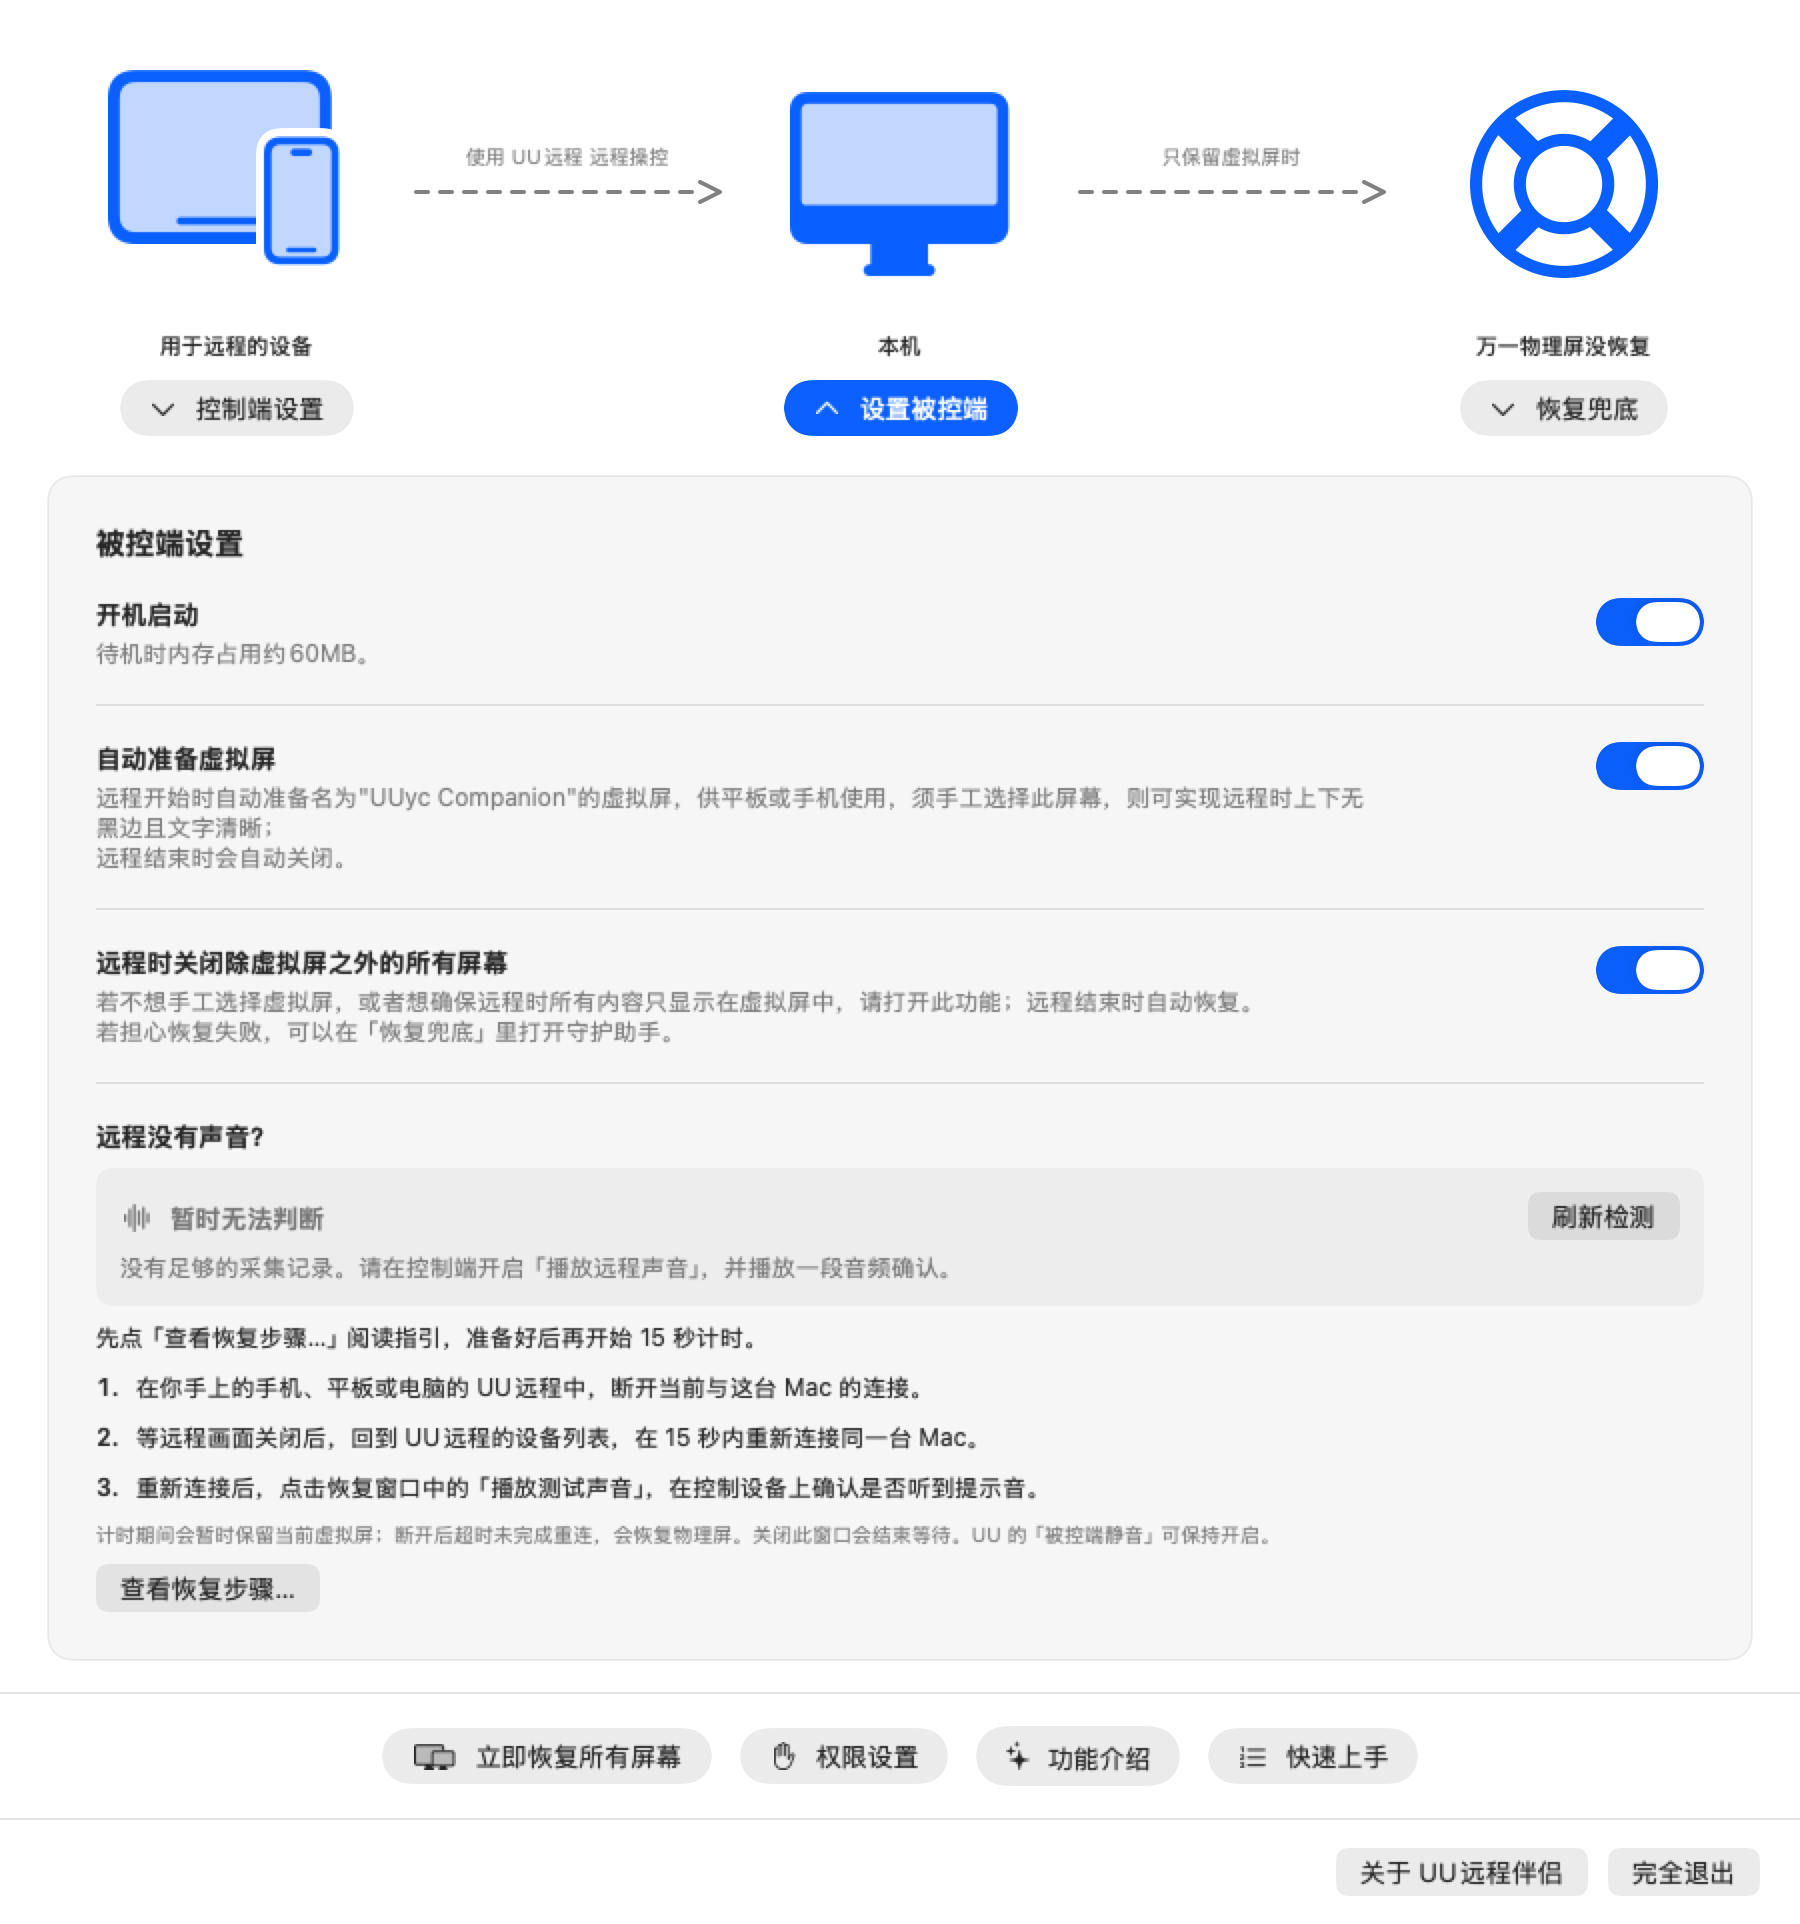 使用 UU远程 远程操控
只保留虚拟屏时
用于远程的设备
本机
万一物理屏没恢复
控制端设置
设置被控端
恢复兜底
被控端设置
开机启动
待机时内存占用约60MB。
自动准备虚拟屏
远程开始时自动准备名为"UUyc Companion"的虚拟屏，供平板或手机使用，须手工选择此屏幕，则可实现远程时上下无
黑边且文字清晰；
远程结束时会自动关闭。
远程时关闭除虚拟屏之外的所有屏幕
若不想手工选择虚拟屏，或者想确保远程时所有内容只显示在虚拟屏中，请打开此功能；远程结束时自动恢复。
若担心恢复失败，可以在「恢复兜底」里打开守护助手。
远程没有声音？
暂时无法判断
刷新检测
没有足够的采集记录。请在控制端开启「播放远程声音」，并播放一段音频确认。
先点「查看恢复步骤…」阅读指引，准备好后再开始 15 秒计时。
1. 在你手上的手机、平板或电脑的 UU远程中，断开当前与这台 Mac 的连接。
2. 等远程画面关闭后，回到 UU远程的设备列表，在 15 秒内重新连接同一台 Mac。
3. 重新连接后，点击恢复窗口中的「播放测试声音」，在控制设备上确认是否听到提示音。
计时期间会暂时保留当前虚拟屏；断开后超时未完成重连，会恢复物理屏。关闭此窗口会结束等待。UU 的「被控端静音」可保持开启。
查看恢复步骤…
立即恢复所有屏幕
权限设置
功能介绍
快速上手
关于 UU远程伴侣
完全退出